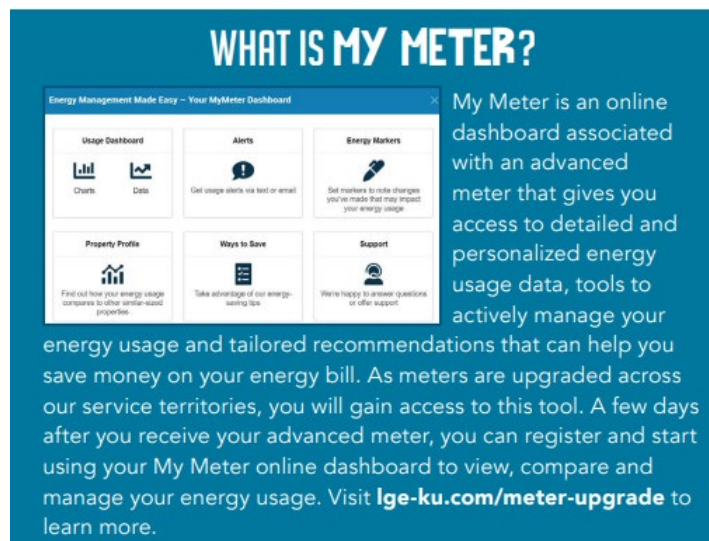 WHAT IS MY METER?
Energy Management Made Easy – Your MyMeter Dashboard
Usage Dashboard
Charts
Data
Alerts
Get usage alerts via text or email
Energy Markers
Set markers to note changes
you've made that may impact
your energy usage
Property Profile
Find out how your energy usage
compares to other similar-sized
properties
Ways to Save
Take advantage of our energy-
saving tips
Support
We're happy to answer questions
or offer support
My Meter is an online
dashboard associated
with an advanced
meter that gives you
access to detailed and
personalized energy
usage data, tools to
actively manage your
energy usage and tailored recommendations that can help you
save money on your energy bill. As meters are upgraded across
our service territories, you will gain access to this tool. A few days
after you receive your advanced meter, you can register and start
using your My Meter online dashboard to view, compare and
manage your energy usage. Visit lge-ku.com/meter-upgrade to
learn more.